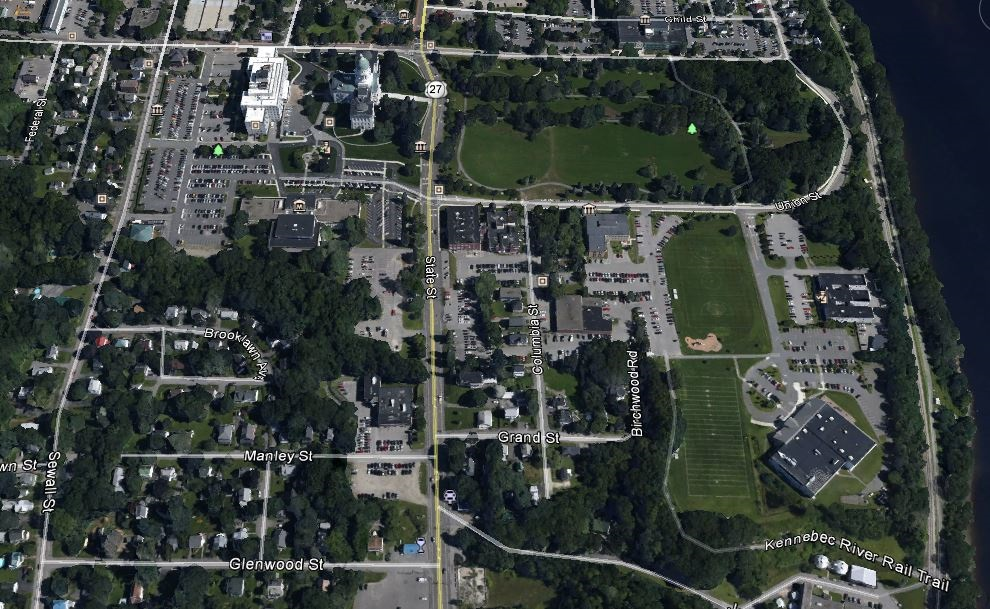 Child St
27
Federal St
Union St
State St
Columbia St
Brooklawn Ave
Birchwood Rd
Grand St
Manley St
wn St
Sewall St
Kennebec River Rail Trail
Glenwood St